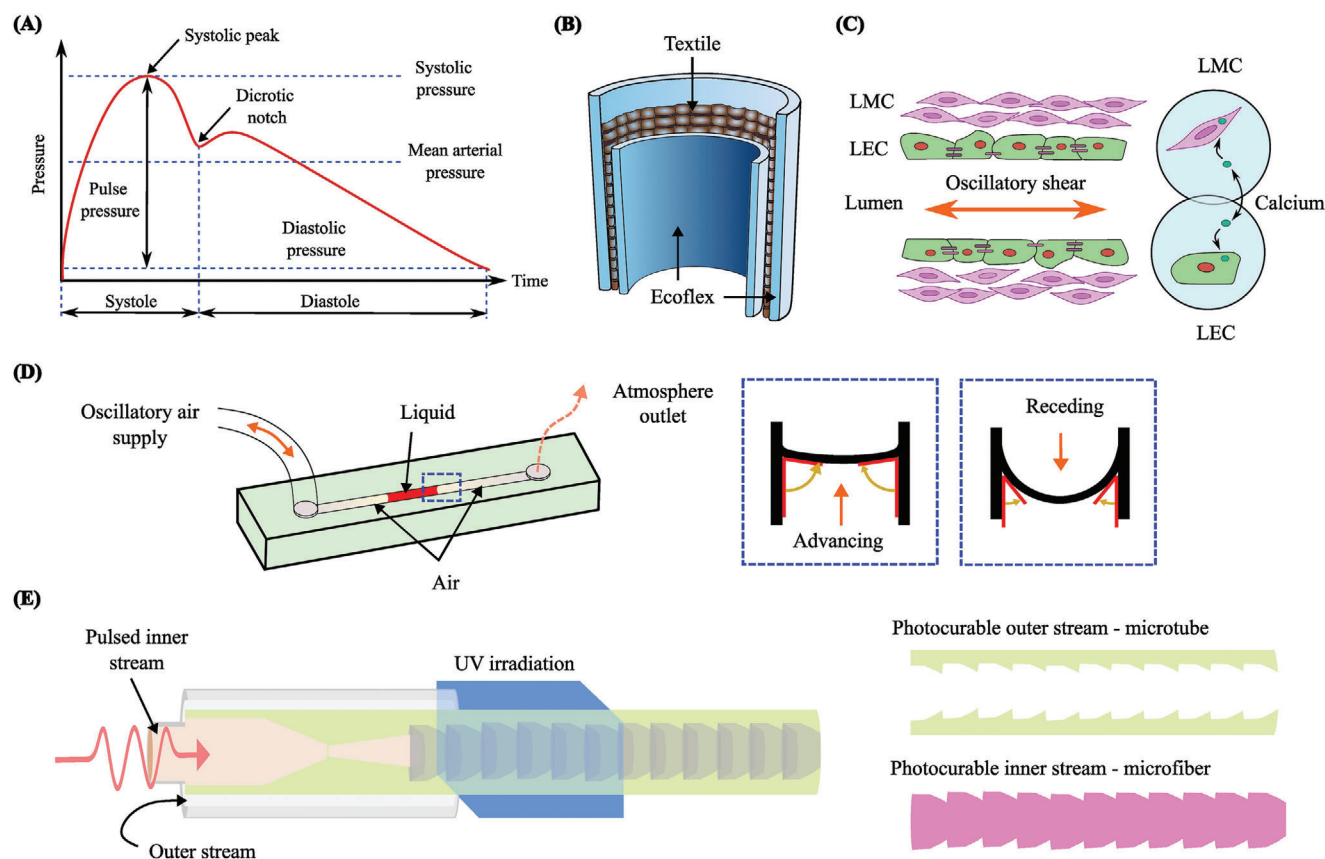 (A)
Systolic peak
Systolic
pressure
Dicrotic
notch
Mean arterial
pressure
Pressure
Pulse
pressure
Diastolic
pressure
Time
Systole
Diastole
(B)
Textile
Ecoflex
(C)
LMC
LMC
LEC
Oscillatory shear
Lumen
Calcium
LEC
(D)
Oscillatory air
supply
Liquid
Atmosphere
outlet
Air
Advancing
Receding
(E)
Pulsed inner
stream
UV irradiation
Outer stream
Photocurable outer stream - microtube
Photocurable inner stream - microfiber